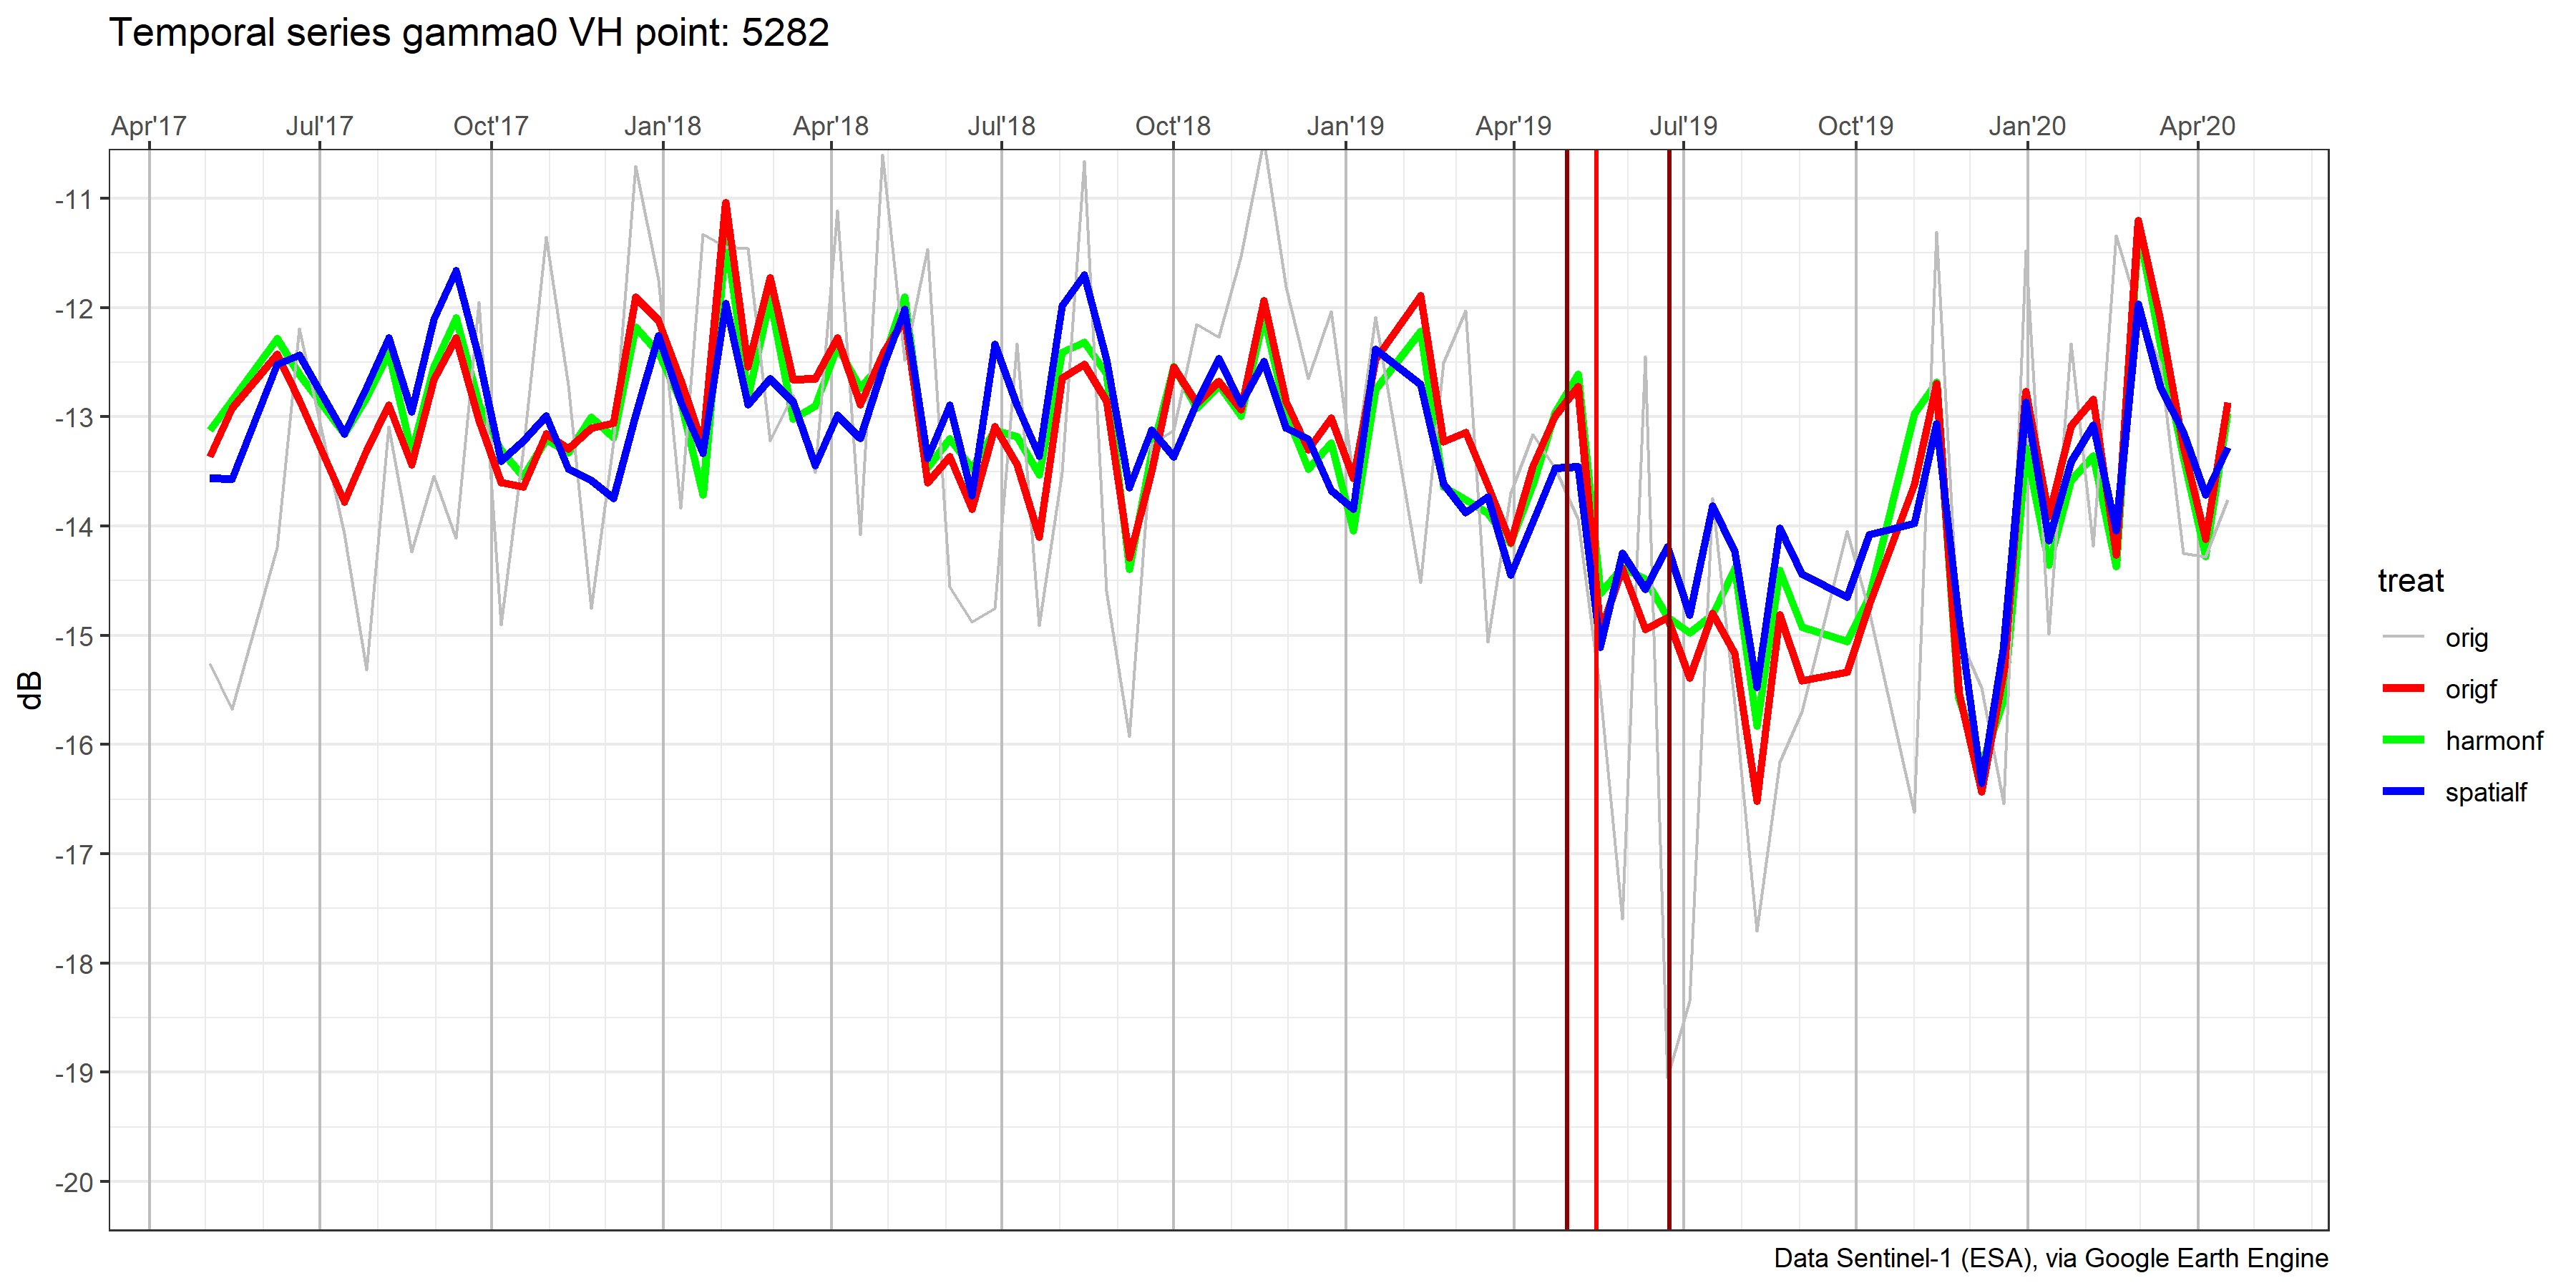 Temporal series gamma0 VH point: 5282
Apr'17 Jul'17 Oct'17 Jan'18 Apr'18 Jul'18 Oct'18 Jan'19 Apr'19 Jul'19 Oct'19 Jan'20 Apr'20
-11
-12
-13
-14
-15
-16
-17
-18
-19
-20
dB
treat
orig
origf
harmonf
spatialf
Data Sentinel-1 (ESA), via Google Earth Engine